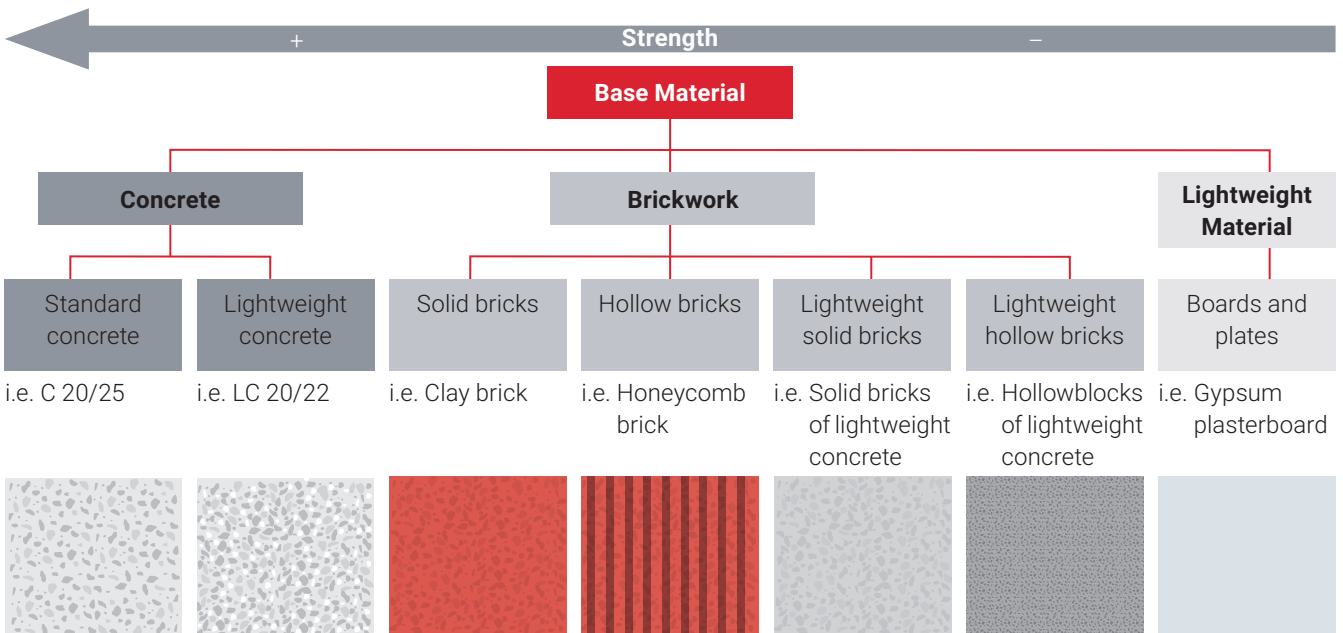 + Strength –
Base Material
Concrete
Brickwork
Lightweight
Material
Standard
concrete
Lightweight
concrete
Solid bricks
Hollow bricks
Lightweight
solid bricks
Lightweight
hollow bricks
Boards and
plates
i.e. C 20/25
i.e. LC 20/22
i.e. Clay brick
i.e. Honeycomb
brick
i.e. Solid bricks
of lightweight
concrete
i.e. Hollowblocks
of lightweight
concrete
i.e. Gypsum
plasterboard